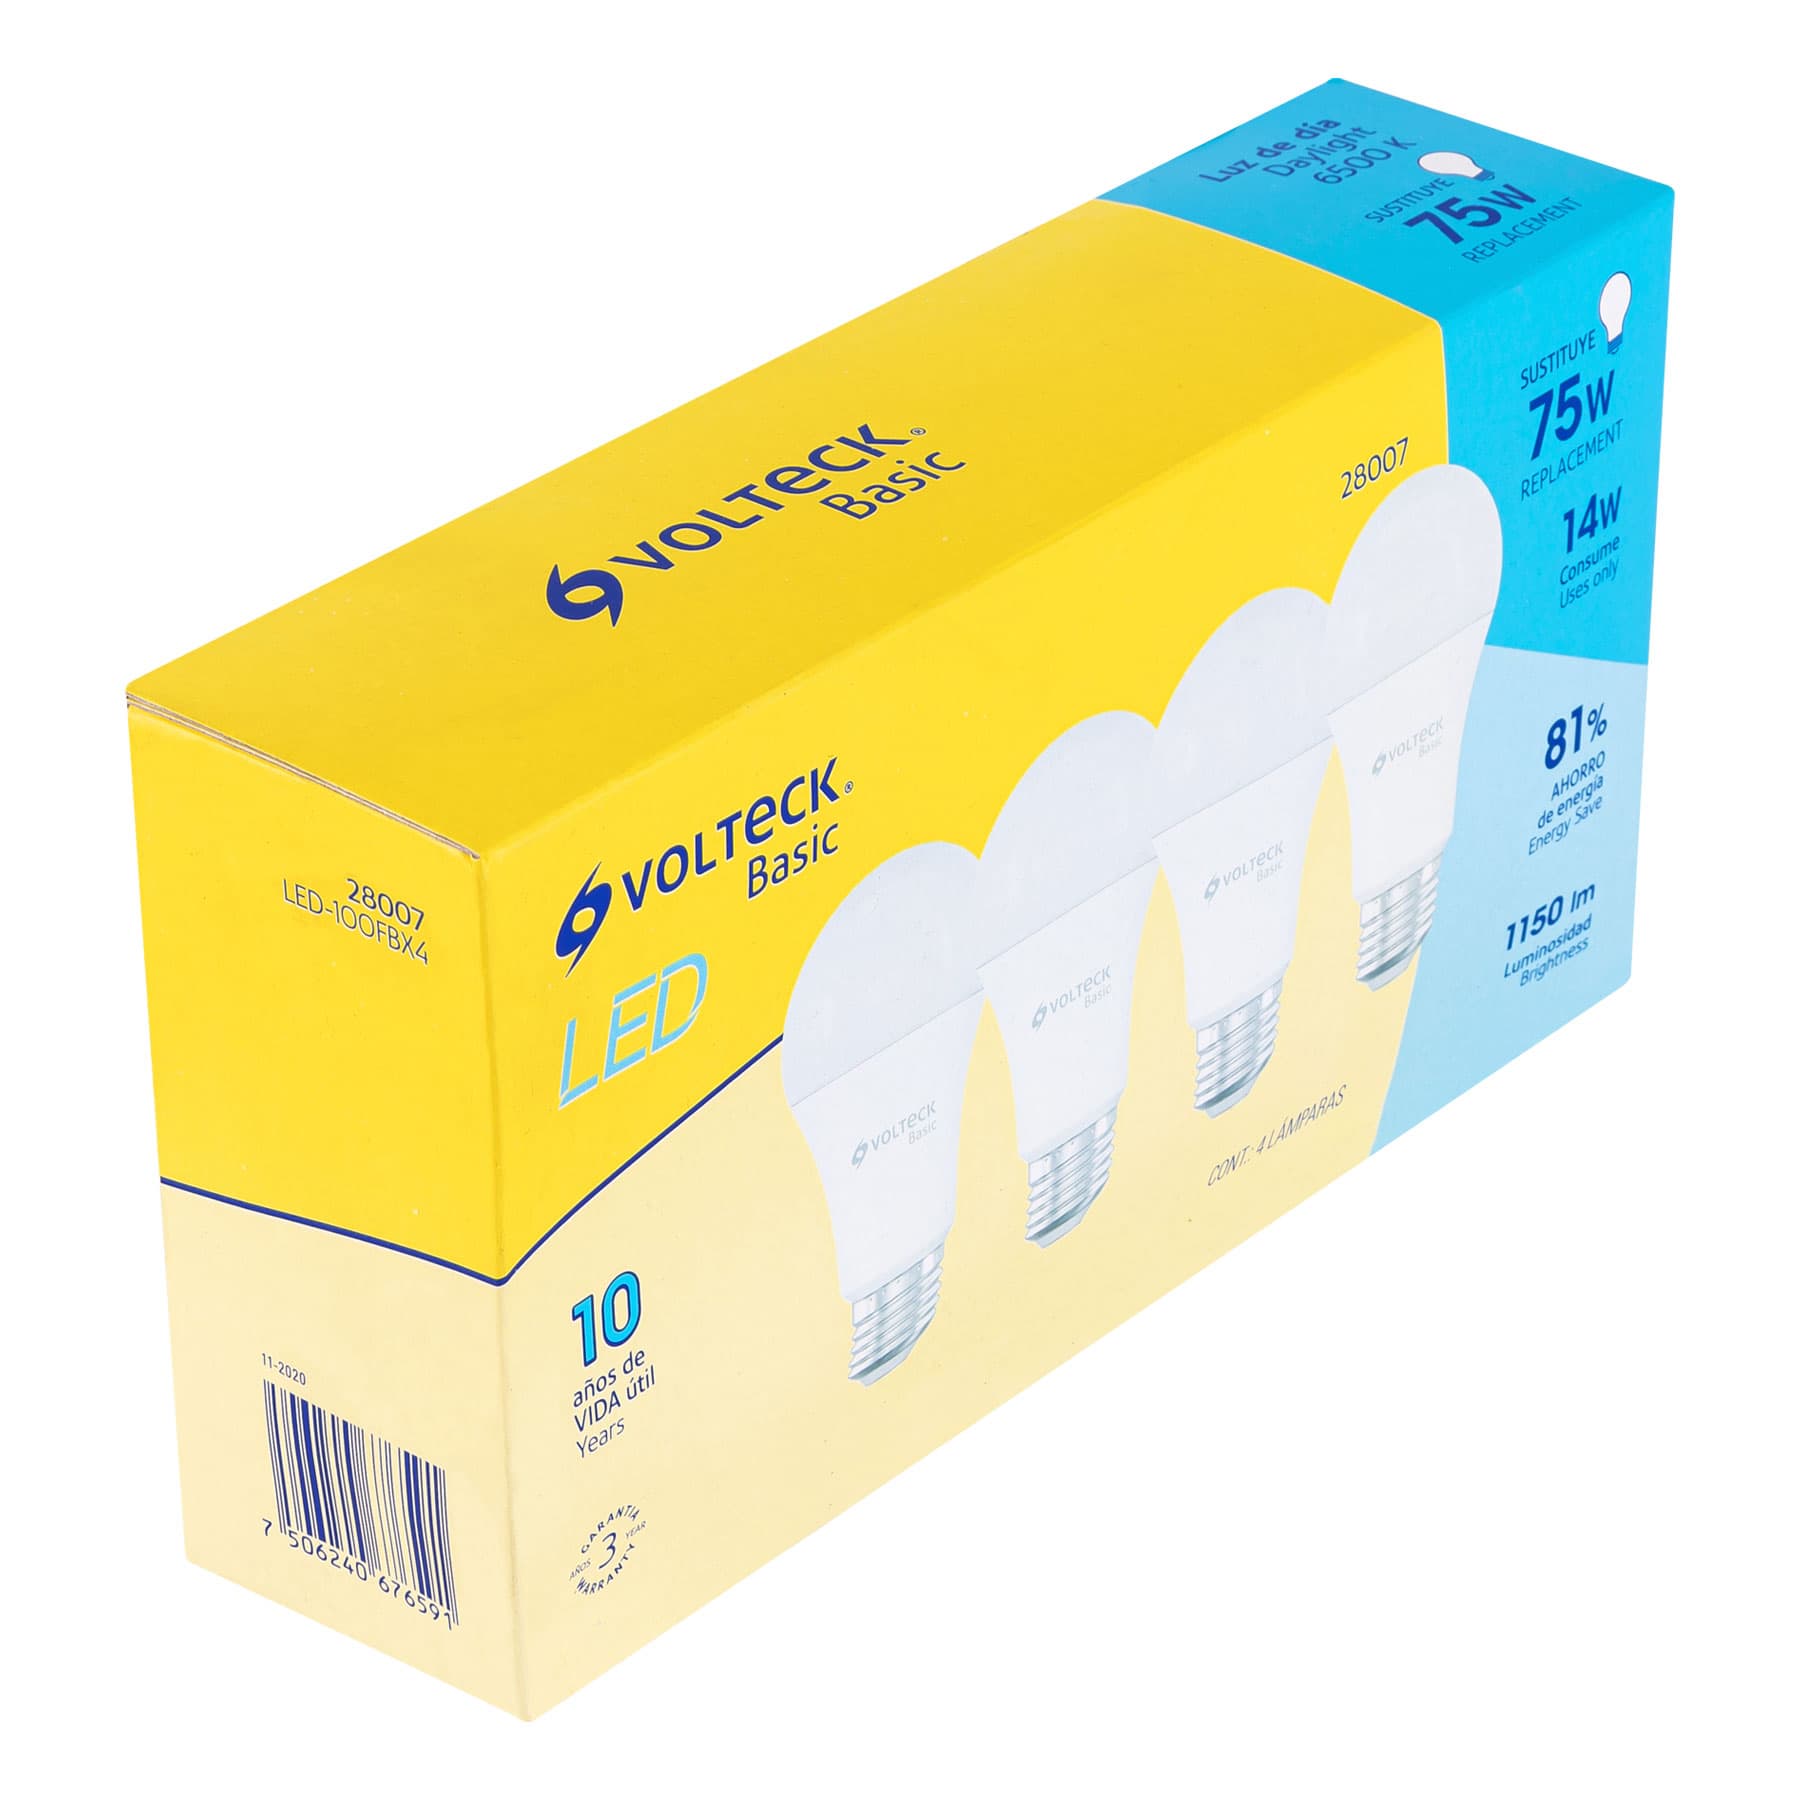 Luz de día
Daylight
6500 K
SUSTITUYE
75W
REPLACEMENT
VOLTECK®
Basic
28007
SUSTITUYE
75W
REPLACEMENT
14W
Consume
Uses only
81%
AHORRO
de energía
Energy Save
1150 lm
Luminosidad
Brightness
VOLTECK®
Basic
LED
VOLTECK
Basic
VOLTECK
Basic
VOLTECK
Basic
VOLTECK
Basic
CONT.: 4 LÁMPARAS
10
años de
VIDA útil
Years
GARANTIA
AÑOS 3 YEAR
WARRANTY
28007
LED-100FBX4
11-2020
7 506240 676591